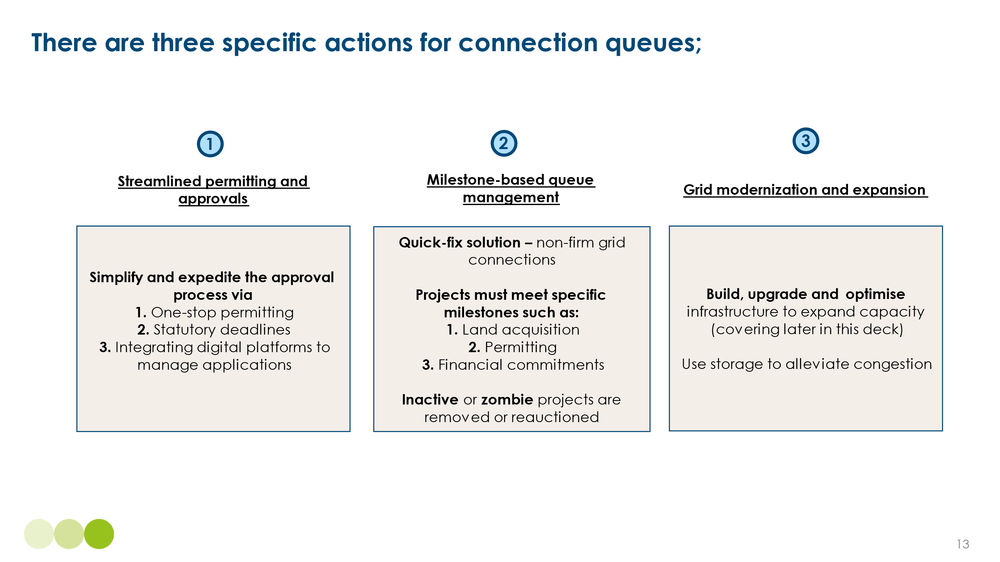 There are three specific actions for connection queues;
1
Streamlined permitting and
approvals
Simplify and expedite the approval
process via
1. One-stop permitting
2. Statutory deadlines
3. Integrating digital platforms to
manage applications
2
Milestone-based queue
management
Quick-fix solution – non-firm grid
connections
Projects must meet specific
milestones such as:
1. Land acquisition
2. Permitting
3. Financial commitments
Inactive or zombie projects are
removed or reauctioned
3
Grid modernization and expansion
Build, upgrade and optimise
infrastructure to expand capacity
(covering later in this deck)
Use storage to alleviate congestion
13